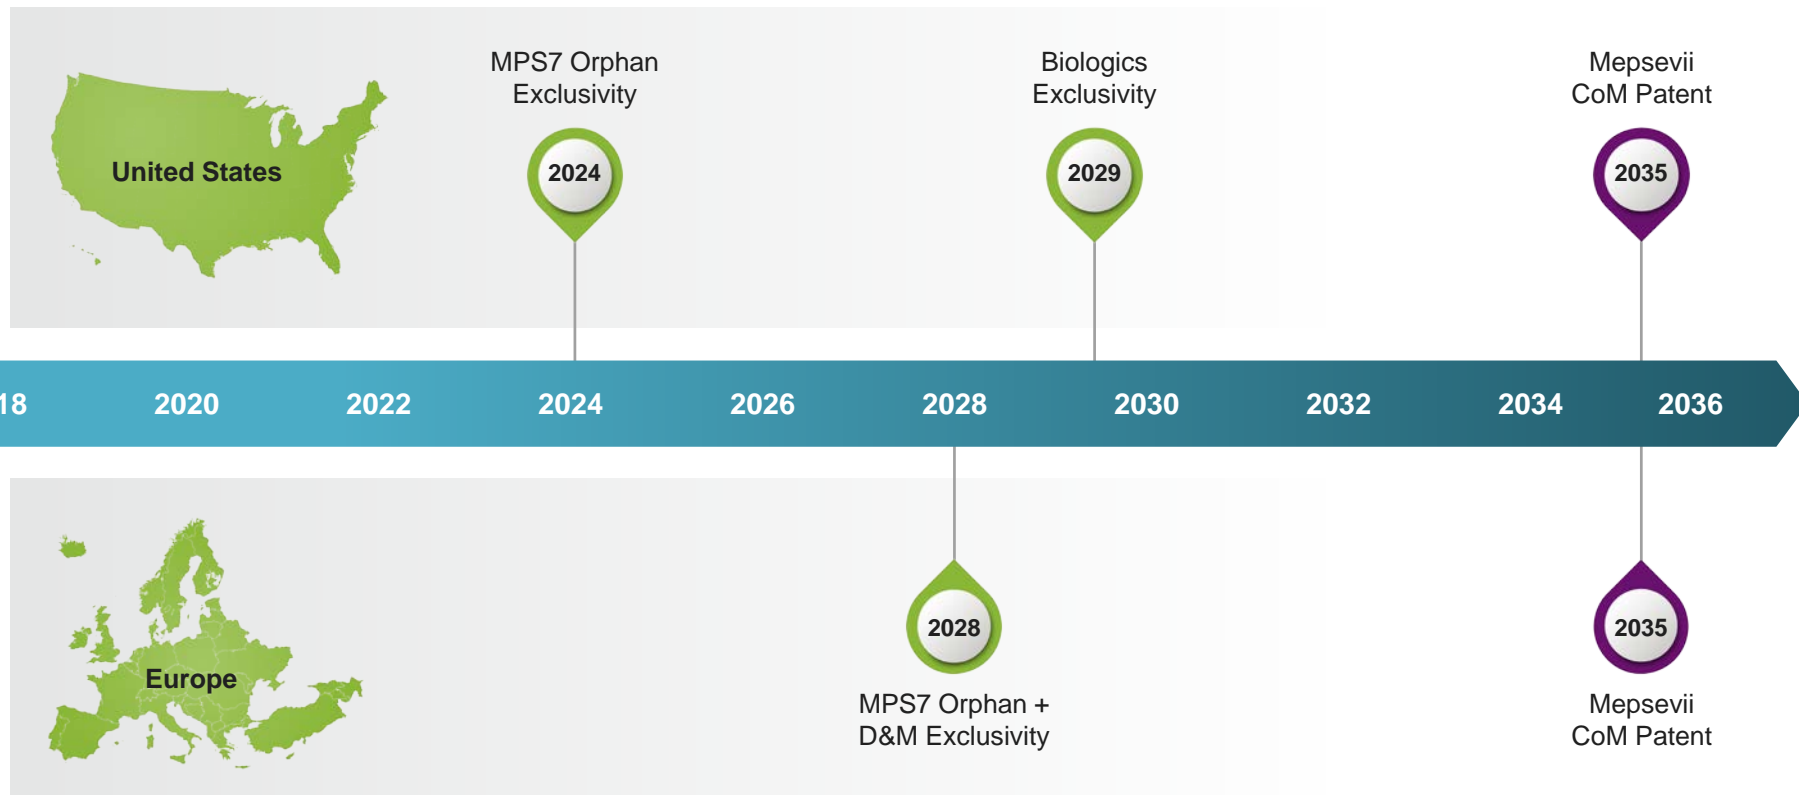 MPS7 Orphan
Exclusivity
Biologics
Exclusivity
Mepsevii
CoM Patent
United States
2024
2029
2035
18
2020
2022
2024
2026
2028
2030
2032
2034
2036
Europe
2028
2035
MPS7 Orphan +
D&M Exclusivity
Mepsevii
CoM Patent